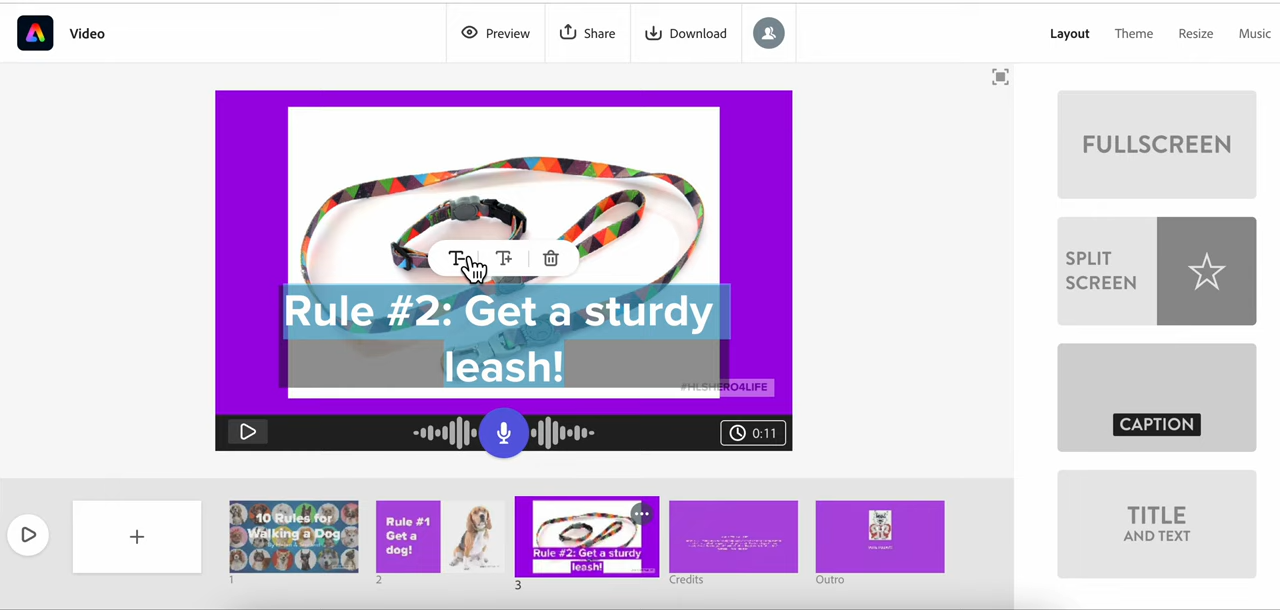 Video
Preview
Share
Download
Layout
Theme
Resize
Music
Rule #2: Get a sturdy
leash!
#HLSHERO4LIFE
0:11
FULLSCREEN
SPLIT
SCREEN
CAPTION
TITLE
AND TEXT
10 Rules for
Walking a Dog
1
Rule #1
Get a
dog!
2
Rule #2: Get a sturdy
leash!
3
Credits
Outro